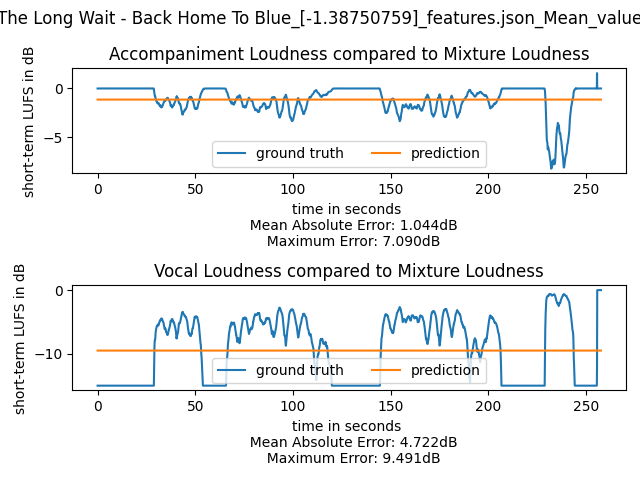 The Long Wait - Back Home To Blue_[-1.38750759]_features.json_Mean_value
Accompaniment Loudness compared to Mixture Loudness
short-term LUFS in dB
0
−5
ground truth prediction
0 50 100 150 200 250
time in seconds
Mean Absolute Error: 1.044dB
Maximum Error: 7.090dB
Vocal Loudness compared to Mixture Loudness
short-term LUFS in dB
0
−10
ground truth prediction
0 50 100 150 200 250
time in seconds
Mean Absolute Error: 4.722dB
Maximum Error: 9.491dB